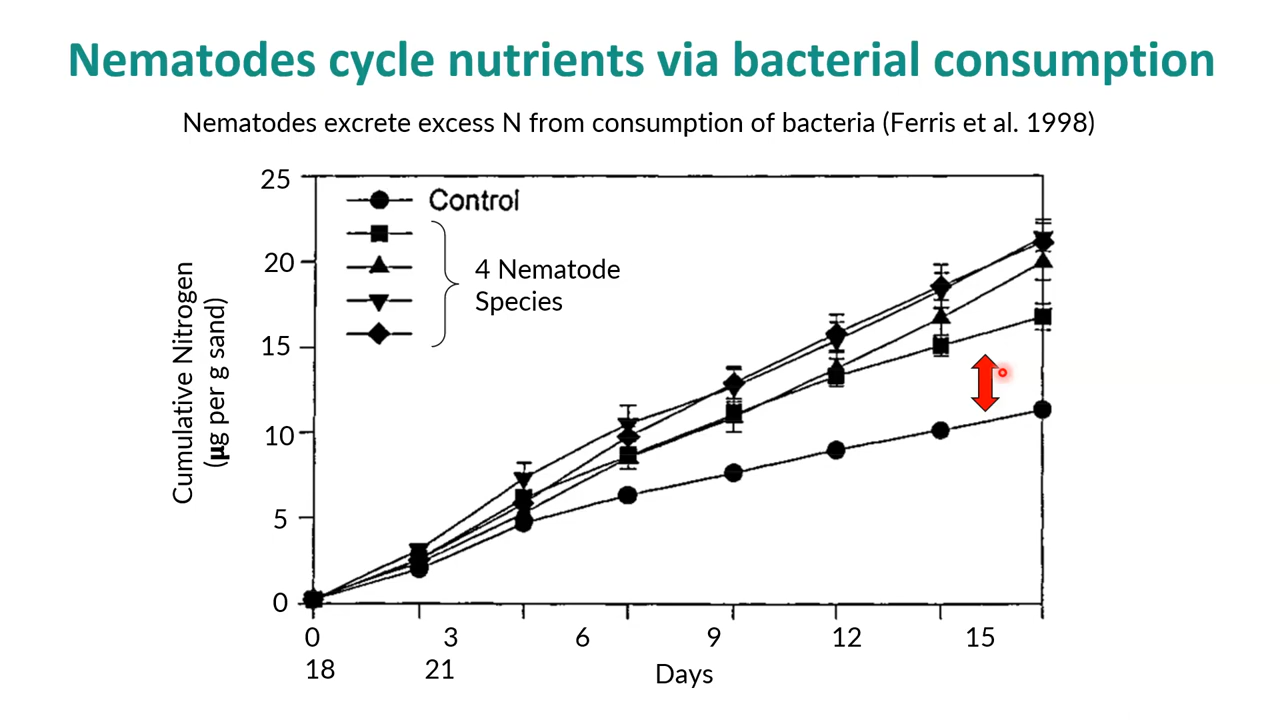 Nematodes cycle nutrients via bacterial consumption
Nematodes excrete excess N from consumption of bacteria (Ferris et al. 1998)
25
20
15
10
5
0
Cumulative Nitrogen
(µg per g sand)
Control
4 Nematode
Species
0 3 6 9 12 15
18 21
Days